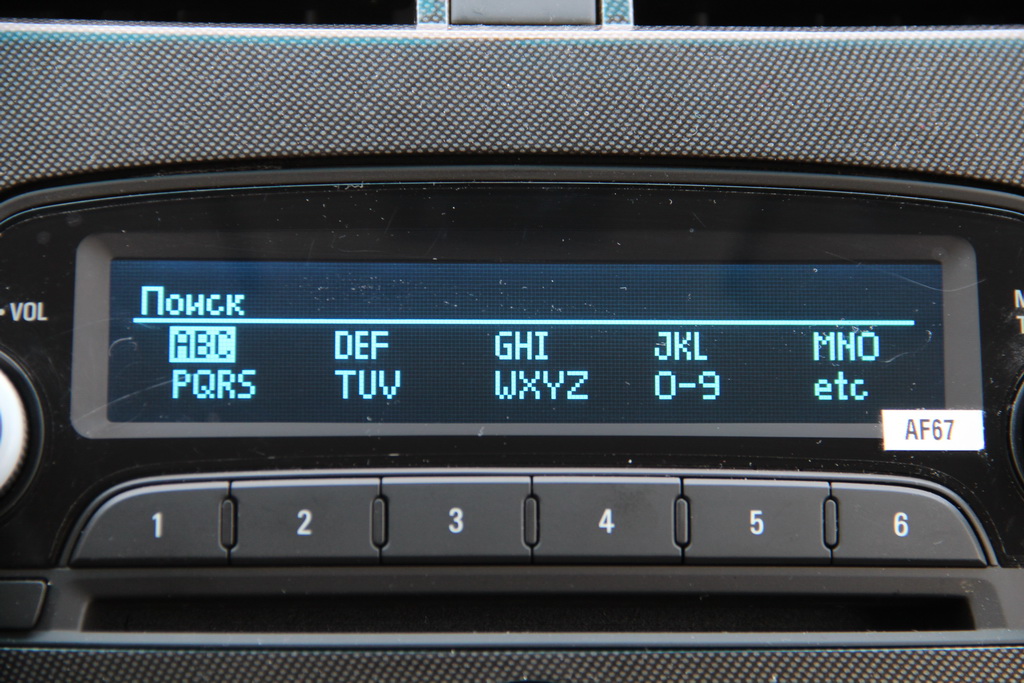 Поиск
VOL
ABC DEF GHI JKL MNO
PQRS TUV WXYZ 0-9 etc
AF67
1 2 3 4 5 6